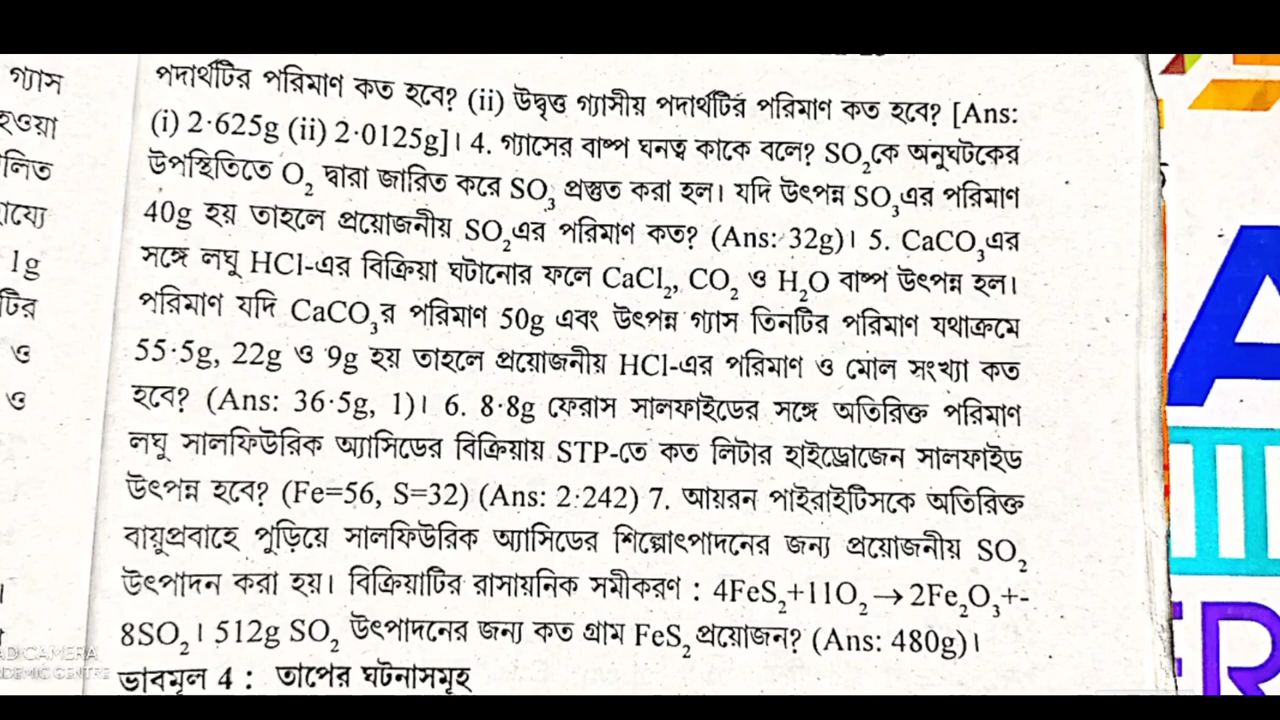 গ্যাস
হওয়া
লিত
1g
টির
ও
ও
পদার্থটির পরিমাণ কত হবে? (ii) উদ্বৃত্ত গ্যাসীয় পদার্থটির পরিমাণ কত হবে? [Ans:
(i) 2·625g (ii) 2·0125g]। 4. গ্যাসের বাষ্প ঘনত্ব কাকে বলে? SO₂কে অনুঘটকের
উপস্থিতিতে O₂ দ্বারা জারিত করে SO₃ প্রস্তুত করা হল। যদি উৎপন্ন SO₃এর পরিমাণ
40g হয় তাহলে প্রয়োজনীয় SO₂এর পরিমাণ কত? (Ans: 32g)। 5. CaCO₃এর
সঙ্গে লঘু HCl-এর বিক্রিয়া ঘটানোর ফলে CaCl₂, CO₂ ও H₂O বাষ্প উৎপন্ন হল।
পরিমাণ যদি CaCO₃র পরিমাণ 50g এবং উৎপন্ন গ্যাস তিনটির পরিমাণ যথাক্রমে
55·5g, 22g ও 9g হয় তাহলে প্রয়োজনীয় HCl-এর পরিমাণ ও মোল সংখ্যা কত
হবে? (Ans: 36·5g, 1)। 6. 8·8g ফেরাস সালফাইডের সঙ্গে অতিরিক্ত পরিমাণ
লঘু সালফিউরিক অ্যাসিডের বিক্রিয়ায় STP-তে কত লিটার হাইড্রোজেন সালফাইড
উৎপন্ন হবে? (Fe=56, S=32) (Ans: 2·242) 7. আয়রন পাইরাইটিসকে অতিরিক্ত
বায়ুপ্রবাহে পুড়িয়ে সালফিউরিক অ্যাসিডের শিল্পোৎপাদনের জন্য প্রয়োজনীয় SO₂
উৎপাদন করা হয়। বিক্রিয়াটির রাসায়নিক সমীকরণ : 4FeS₂+11O₂→2Fe₂O₃+-
8SO₂। 512g SO₂ উৎপাদনের জন্য কত গ্রাম FeS₂ প্রয়োজন? (Ans: 480g)।
ভাবমূল 4 : তাপের ঘটনাসমূহ